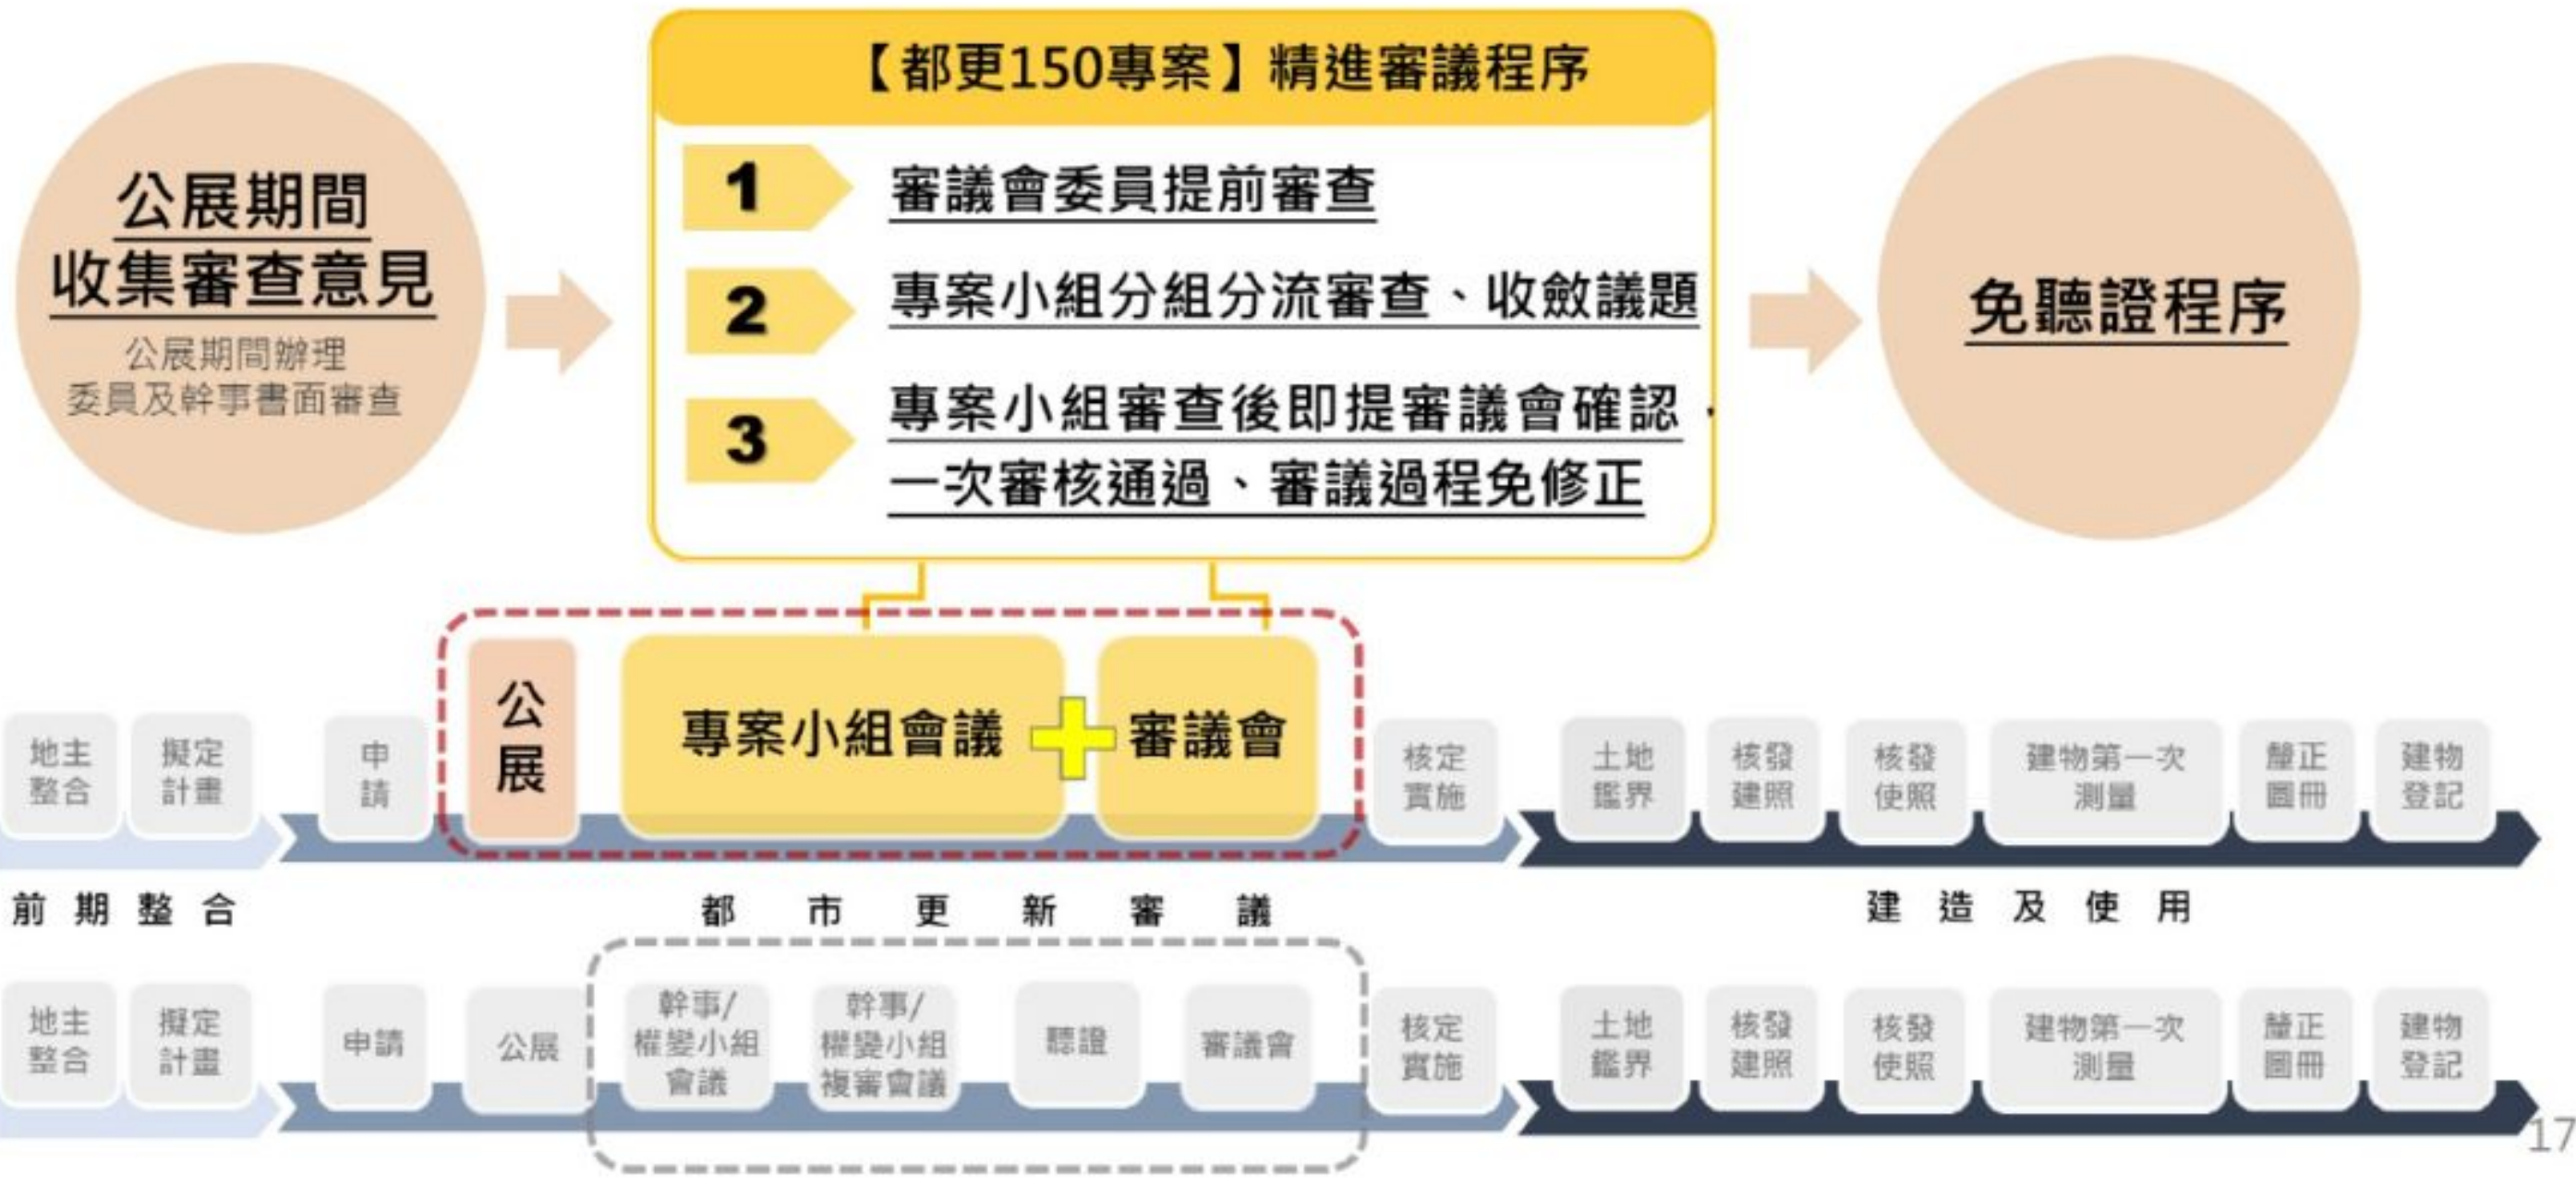 公展期間
收集審查意見
公展期間辦理
委員及幹事書面審查
【都更150專案】精進審議程序
1
審議會委員提前審查
2
專案小組分組分流審查、收斂議題
3
專案小組審查後即提審議會確認，
一次審核通過、審議過程免修正
免聽證程序
地主
整合
擬定
計畫
申
請
公
展
專案小組會議
審議會
核定
實施
土地
鑑界
核發
建照
核發
使照
建物第一次
測量
釐正
圖冊
建物
登記
前期整合
都市更新審議
建造及使用
地主
整合
擬定
計畫
申請
公展
幹事/
權變小組
會議
幹事/
權變小組
複審會議
聽證
審議會
核定
實施
土地
鑑界
核發
建照
核發
使照
建物第一次
測量
釐正
圖冊
建物
登記
17